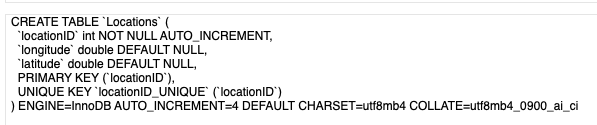 CREATE TABLE `Locations` (
`locationID` int NOT NULL AUTO_INCREMENT,
`longitude` double DEFAULT NULL,
`latitude` double DEFAULT NULL,
PRIMARY KEY (`locationID`),
UNIQUE KEY `locationID_UNIQUE` (`locationID`)
) ENGINE=InnoDB AUTO_INCREMENT=4 DEFAULT CHARSET=utf8mb4 COLLATE=utf8mb4_0900_ai_ci